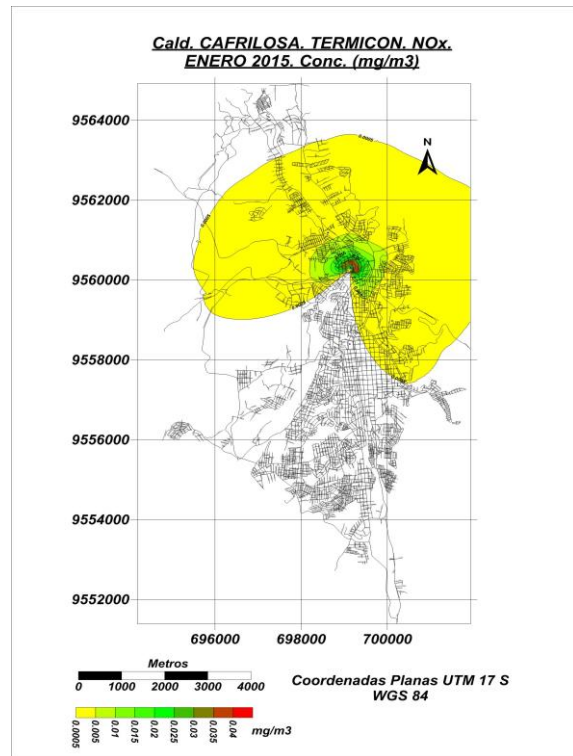 Cald. CAFRILOSA. TERMICON. NOx.
ENERO 2015. Conc. (mg/m3)
9564000
N
9562000
9560000
9558000
9556000
9554000
9552000
696000 698000 700000
Metros
0 1000 2000 3000 4000
Coordenadas Planas UTM 17 S
WGS 84
0.0005 0.005 0.01 0.015 0.02 0.025 0.03 0.035 0.04 mg/m3